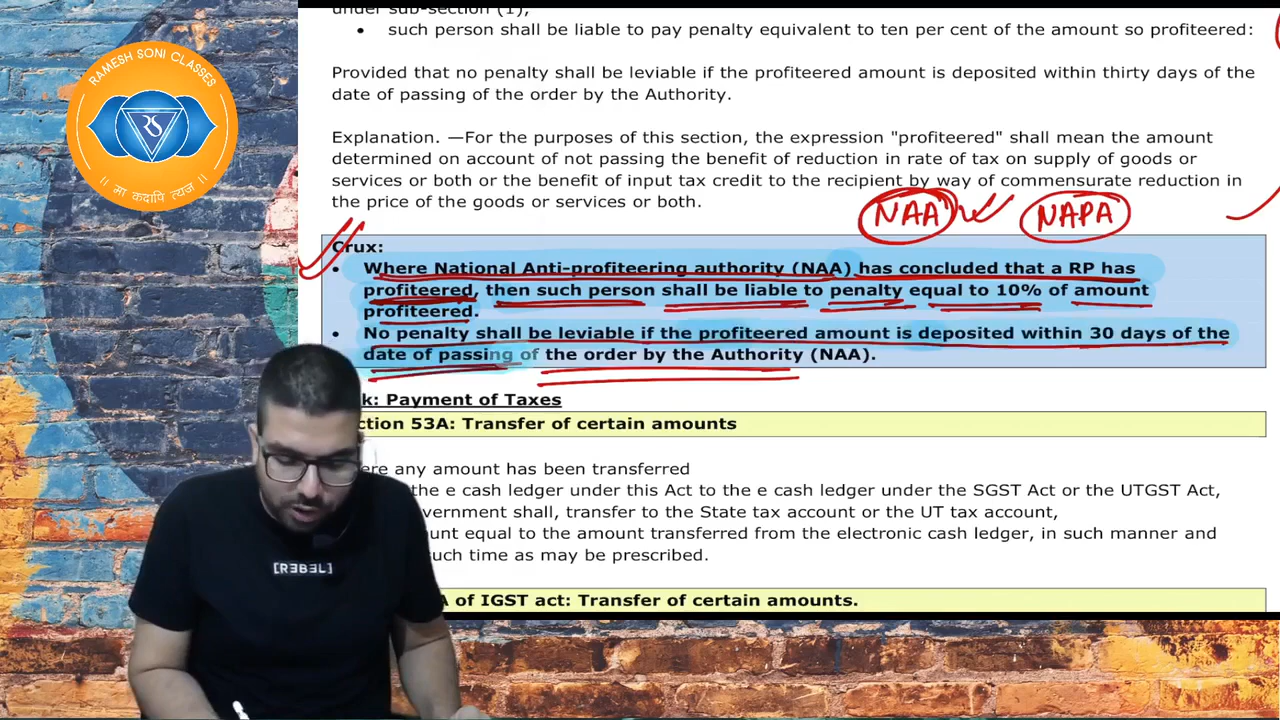 under sub-section (1),
• such person shall be liable to pay penalty equivalent to ten per cent of the amount so profiteered:
Provided that no penalty shall be leviable if the profiteered amount is deposited within thirty days of the
date of passing of the order by the Authority.
Explanation. —For the purposes of this section, the expression "profiteered" shall mean the amount
determined on account of not passing the benefit of reduction in rate of tax on supply of goods or
services or both or the benefit of input tax credit to the recipient by way of commensurate reduction in
the price of the goods or services or both.
NAA NAPA
Crux:
• Where National Anti-profiteering authority (NAA) has concluded that a RP has
profiteered, then such person shall be liable to penalty equal to 10% of amount
profiteered.
• No penalty shall be leviable if the profiteered amount is deposited within 30 days of the
date of passing of the order by the Authority (NAA).
k: Payment of Taxes
ction 53A: Transfer of certain amounts
ere any amount has been transferred
the e cash ledger under this Act to the e cash ledger under the SGST Act or the UTGST Act,
vernment shall, transfer to the State tax account or the UT tax account,
unt equal to the amount transferred from the electronic cash ledger, in such manner and
such time as may be prescribed.
A of IGST act: Transfer of certain amounts.
RAMESH SONI CLASSES
RS
॥ मा कदापि त्यज ॥
[RƎBƎL]